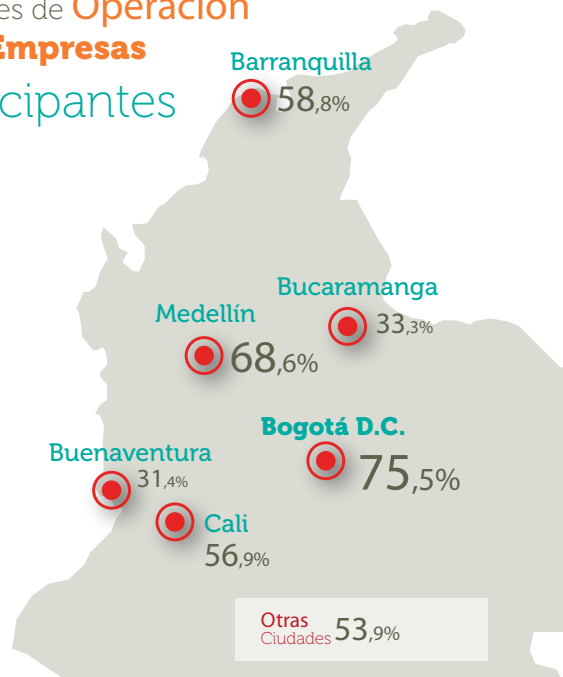 es de Operación
Empresas
cipantes
Barranquilla
58,8%
Bucaramanga
33,3%
Medellín
68,6%
Bogotá D.C.
75,5%
Buenaventura
31,4%
Cali
56,9%
Otras
Ciudades 53,9%